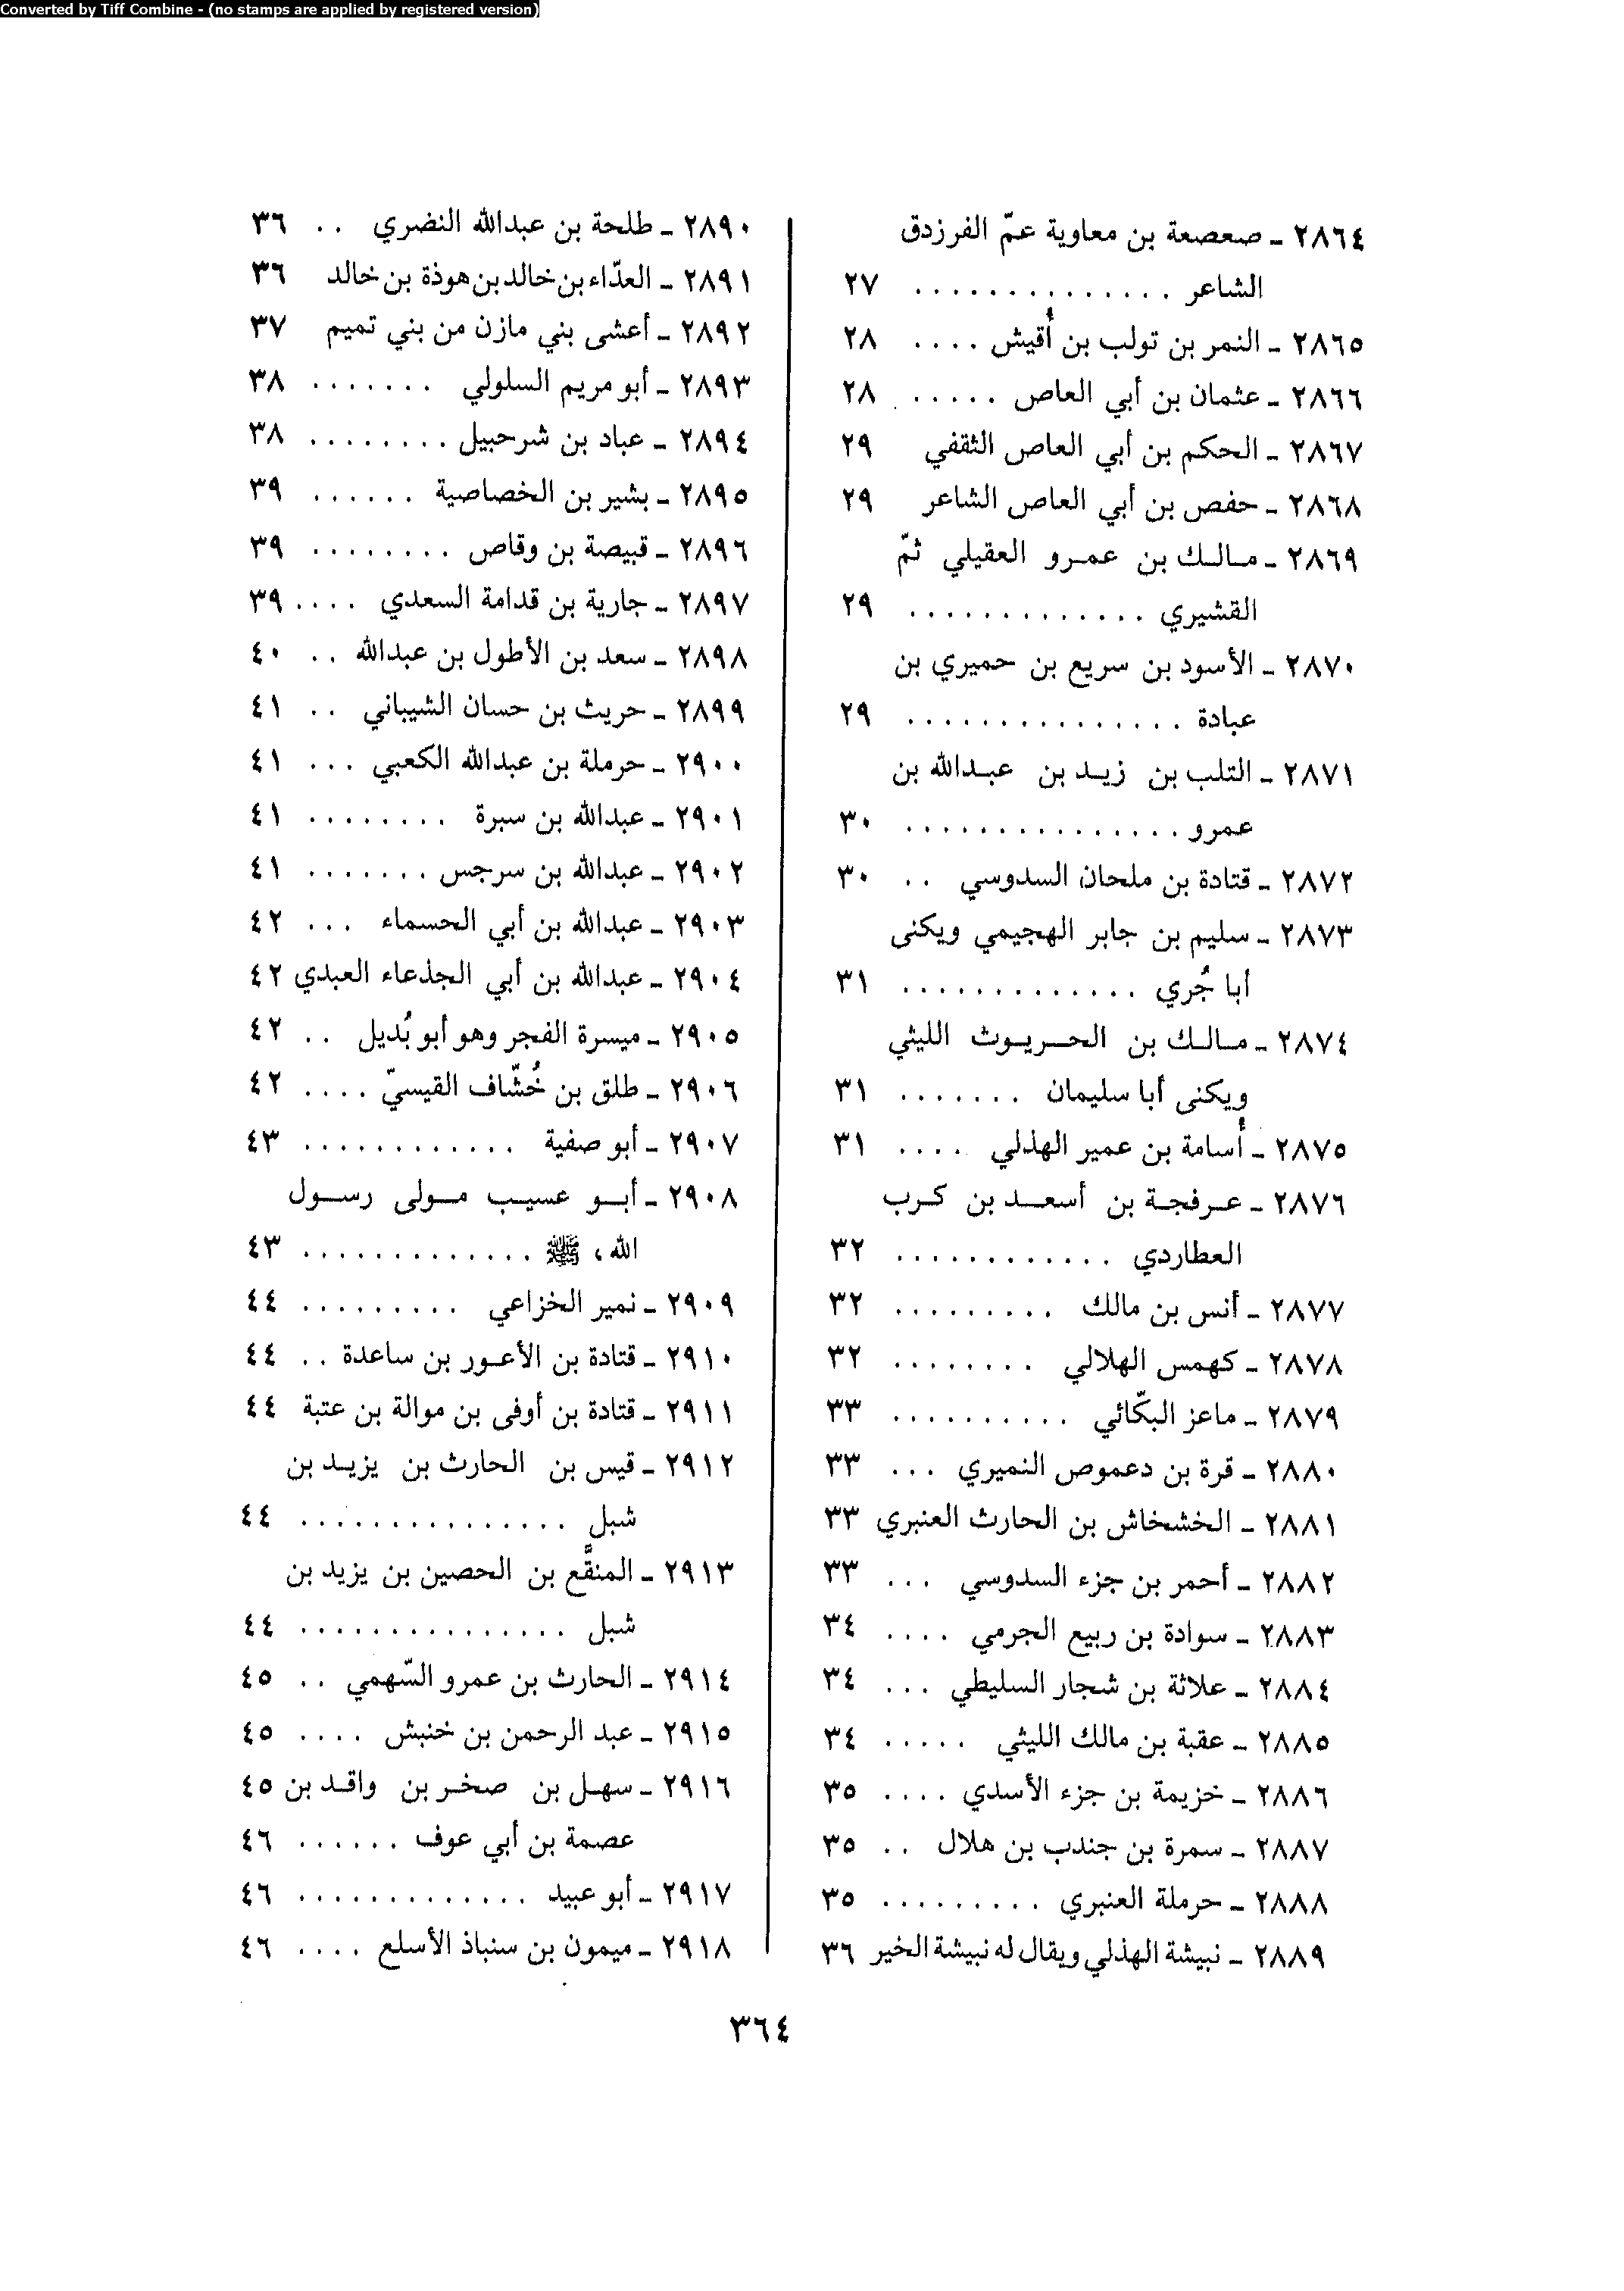 Converted by Tiff Combine - (no stamps are applied by registered version)
٢٨٦٤ ـ صعصعة بن معاوية عمّ الفرزدق
الشاعر . . . . . . . . . . . . . . ٢٧
٢٨٦٥ ـ النمر بن تولب بن أُقيش . . . . ٢٨
٢٨٦٦ ـ عثمان بن أبي العاص . . . . . ٢٨
٢٨٦٧ ـ الحكم بن أبي العاص الثقفي ٢٩
٢٨٦٨ ـ حفص بن أبي العاص الشاعر ٢٩
٢٨٦٩ ـ مالك بن عمرو العقيلي ثمّ
القشيري . . . . . . . . . . . . . ٢٩
٢٨٧٠ ـ الأسود بن سريع بن حميري بن
عبادة . . . . . . . . . . . . . . . ٢٩
٢٨٧١ ـ التلب بن زيد بن عبدالله بن
عمرو . . . . . . . . . . . . . . . ٣٠
٢٨٧٢ ـ قتادة بن ملحان السدوسي . . ٣٠
٢٨٧٣ ـ سليم بن جابر الهجيمي ويكنى
أبا جُري . . . . . . . . . . . . . ٣١
٢٨٧٤ ـ مالك بن الحريوث الليثي
ويكنى أبا سليمان . . . . . . . ٣١
٢٨٧٥ ـ أُسامة بن عمير الهذلي . . . . ٣١
٢٨٧٦ ـ عرفجة بن أسعد بن كرب
العطاردي . . . . . . . . . . . . ٣٢
٢٨٧٧ ـ أنس بن مالك . . . . . . . . . ٣٢
٢٨٧٨ ـ كهمس الهلالي . . . . . . . . ٣٢
٢٨٧٩ ـ ماعز البكّائي . . . . . . . . . . ٣٣
٢٨٨٠ ـ قرة بن دعموص النميري . . . ٣٣
٢٨٨١ ـ الخشخاش بن الحارث العنبري ٣٣
٢٨٨٢ ـ أحمر بن جزء السدوسي . . . ٣٣
٢٨٨٣ ـ سوادة بن ربيع الجرمي . . . . ٣٤
٢٨٨٤ ـ علاثة بن شجار السليطي . . . ٣٤
٢٨٨٥ ـ عقبة بن مالك الليثي . . . . . ٣٤
٢٨٨٦ ـ خزيمة بن جزء الأسدي . . . . ٣٥
٢٨٨٧ ـ سمرة بن جندب بن هلال . . ٣٥
٢٨٨٨ ـ حرملة العنبري . . . . . . . . . ٣٥
٢٨٨٩ ـ نبيشة الهذلي ويقال له نبيشة الخير ٣٦
٢٨٩٠ ـ طلحة بن عبدالله النضري . . ٣٦
٢٨٩١ ـ العدّاء بن خالد بن هوذة بن خالد ٣٦
٢٨٩٢ ـ أعشى بني مازن من بني تميم ٣٧
٢٨٩٣ ـ أبو مريم السلولي . . . . . . . ٣٨
٢٨٩٤ ـ عباد بن شرحبيل . . . . . . . . ٣٨
٢٨٩٥ ـ بشير بن الخصاصية . . . . . . ٣٩
٢٨٩٦ ـ قبيصة بن وقاص . . . . . . . . ٣٩
٢٨٩٧ ـ جارية بن قدامة السعدي . . . . ٣٩
٢٨٩٨ ـ سعد بن الأطول بن عبدالله . . ٤٠
٢٨٩٩ ـ حريث بن حسان الشيباني . . ٤١
٢٩٠٠ ـ حرملة بن عبدالله الكعبي . . . ٤١
٢٩٠١ ـ عبدالله بن سبرة . . . . . . . . ٤١
٢٩٠٢ ـ عبدالله بن سرجس . . . . . . . ٤١
٢٩٠٣ ـ عبدالله بن أبي الحسماء . . . ٤٢
٢٩٠٤ ـ عبدالله بن أبي الجذعاء العبدي ٤٢
٢٩٠٥ ـ ميسرة الفجر وهو أبو بُديل . . ٤٢
٢٩٠٦ ـ طلق بن خُشّاف القيسيّ . . . . ٤٢
٢٩٠٧ ـ أبو صفية . . . . . . . . . . . . ٤٣
٢٩٠٨ ـ أبو عسيب مولى رسول
الله، ﷺ . . . . . . . . . . . . . ٤٣
٢٩٠٩ ـ نمير الخزاعي . . . . . . . . . ٤٤
٢٩١٠ ـ قتادة بن الأعور بن ساعدة . . ٤٤
٢٩١١ ـ قتادة بن أوفى بن موالة بن عتبة ٤٤
٢٩١٢ ـ قيس بن الحارث بن يزيد بن
شبل . . . . . . . . . . . . . . . ٤٤
٢٩١٣ ـ المنقَّع بن الحصين بن يزيد بن
شبل . . . . . . . . . . . . . . . ٤٤
٢٩١٤ ـ الحارث بن عمرو السّهمي . . ٤٥
٢٩١٥ ـ عبد الرحمن بن خنبش . . . . ٤٥
٢٩١٦ ـ سهل بن صخر بن واقد بن ٤٥
عصمة بن أبي عوف . . . . . . ٤٦
٢٩١٧ ـ أبو عبيد . . . . . . . . . . . . . ٤٦
٢٩١٨ ـ ميمون بن سنباذ الأسلع . . . . ٤٦
٣٦٤